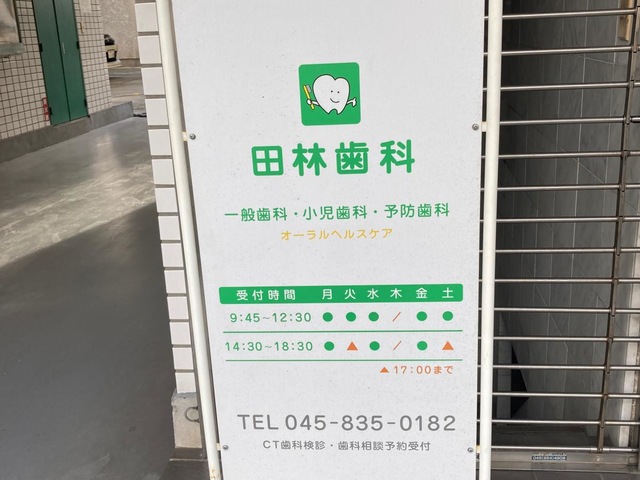 田林歯科
一般歯科・小児歯科・予防歯科
オーラルヘルスケア
受付時間 月 火 水 木 金 土
9:45~12:30 ● ● ● / ● ●
14:30~18:30 ● ▲ ● / ● ▲
▲17:00まで
TEL 045-835-0182
CT歯科検診・歯科相談予約受付